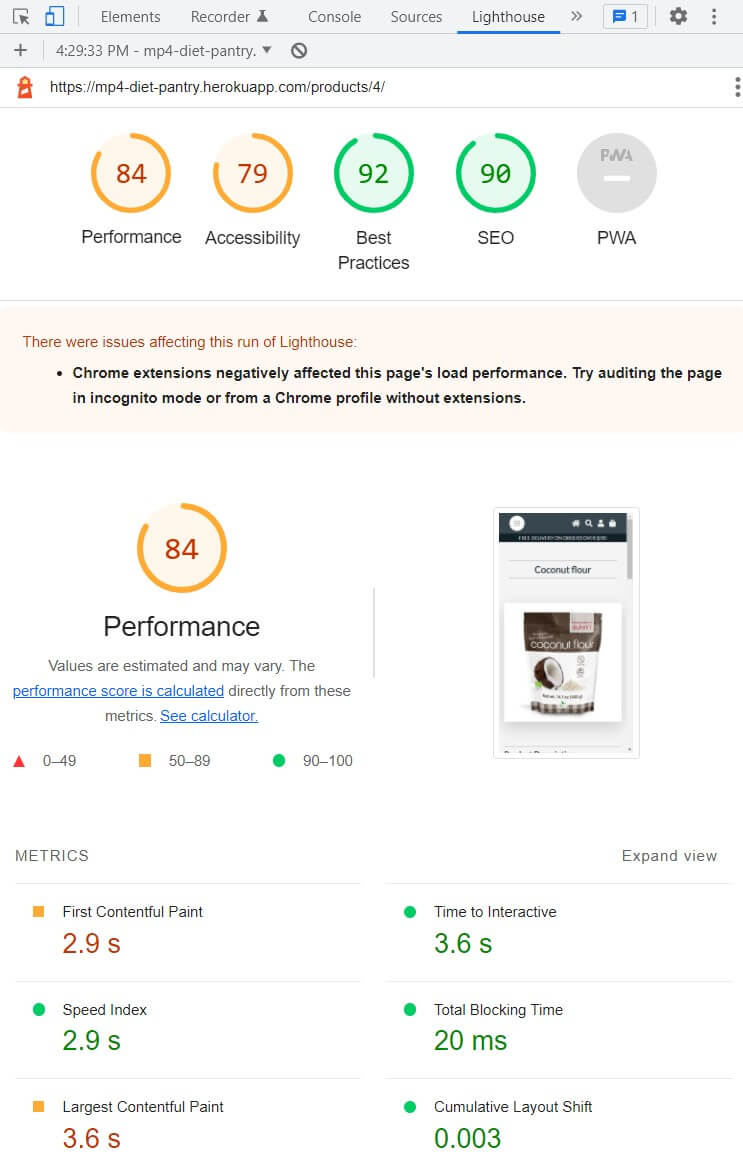 Elements Recorder Console Sources Lighthouse 1
4:29:33 PM - mp4-diet-pantry.
https://mp4-diet-pantry.herokuapp.com/products/4/
84 79 92 90 PWA
Performance Accessibility Best Practices SEO PWA
There were issues affecting this run of Lighthouse:
• Chrome extensions negatively affected this page's load performance. Try auditing the page
in incognito mode or from a Chrome profile without extensions.
84
Performance
Values are estimated and may vary. The
performance score is calculated directly from these
metrics. See calculator.
0–49 50–89 90–100
Coconut flour
coconut flour
METRICS Expand view
First Contentful Paint
2.9 s
Time to Interactive
3.6 s
Speed Index
2.9 s
Total Blocking Time
20 ms
Largest Contentful Paint
3.6 s
Cumulative Layout Shift
0.003